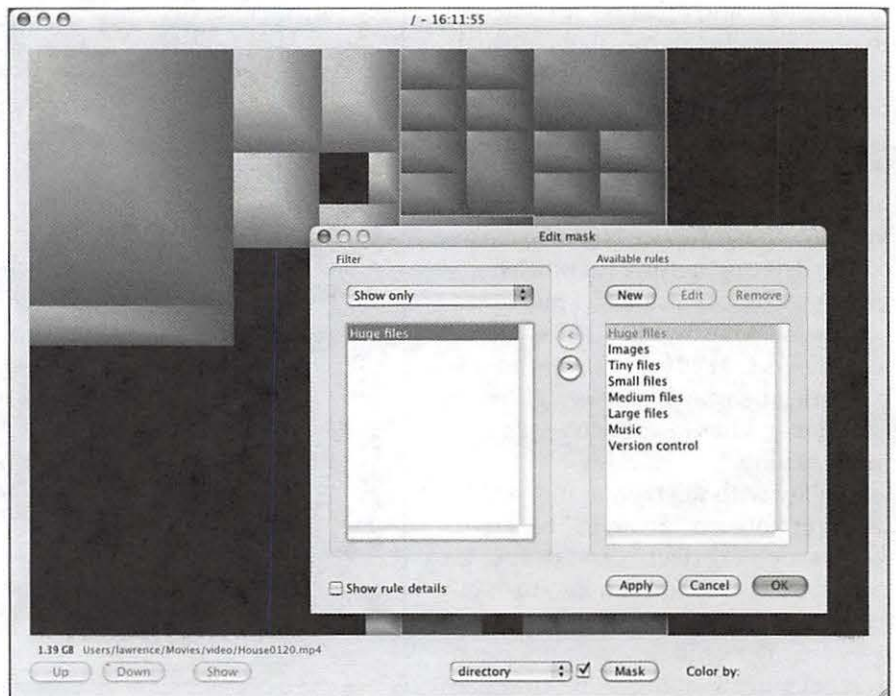 / - 16:11:55
Edit mask
Filter
Available rules
Show only
New Edit Remove
Huge files
<
>
Huge files
Images
Tiny files
Small files
Medium files
Large files
Music
Version control
Show rule details
Apply Cancel OK
1.39 GB Users/lawrence/Movies/video/House0120.mp4
Up Down Show
directory
Mask
Color by: